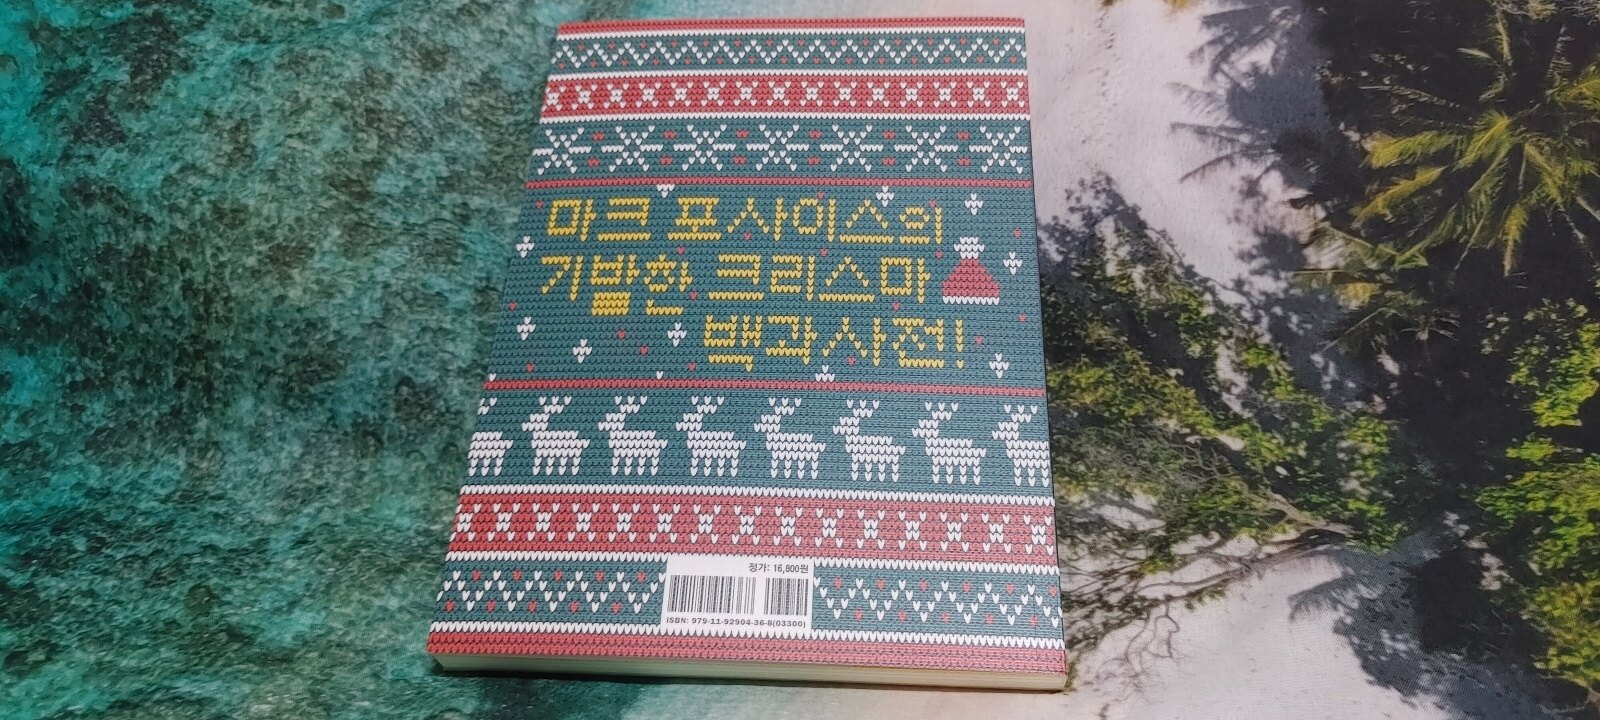 마크 포사이스의
기발한 크리스마
백과사전!
정가: 16,800원
ISBN: 979-11-92904-36-8(03300)